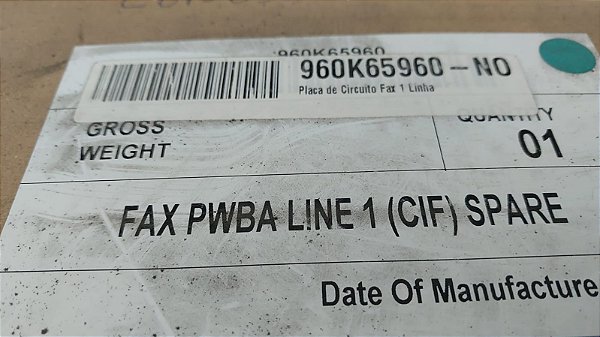 960K65960
960K65960-NO
Placa de Circuito Fax 1 Linha
GROSS
WEIGHT
QUANTITY
01
FAX PWBA LINE 1 (CIF) SPARE
Date Of Manufacture